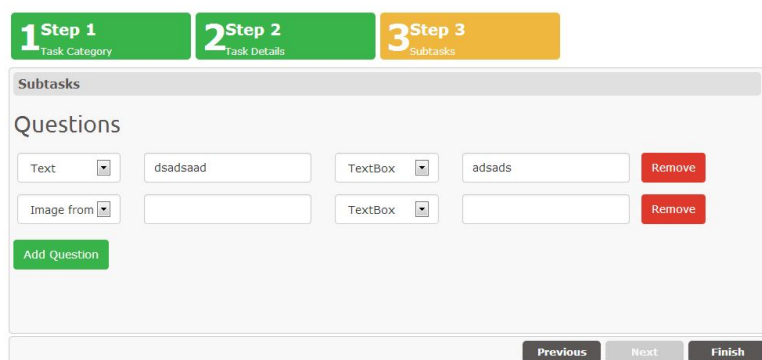 1 Step 1
Task Category
2 Step 2
Task Details
3 Step 3
Subtasks
Subtasks
Questions
Text dsadsaad TextBox adsads Remove
Image from TextBox Remove
Add Question
Previous Next Finish